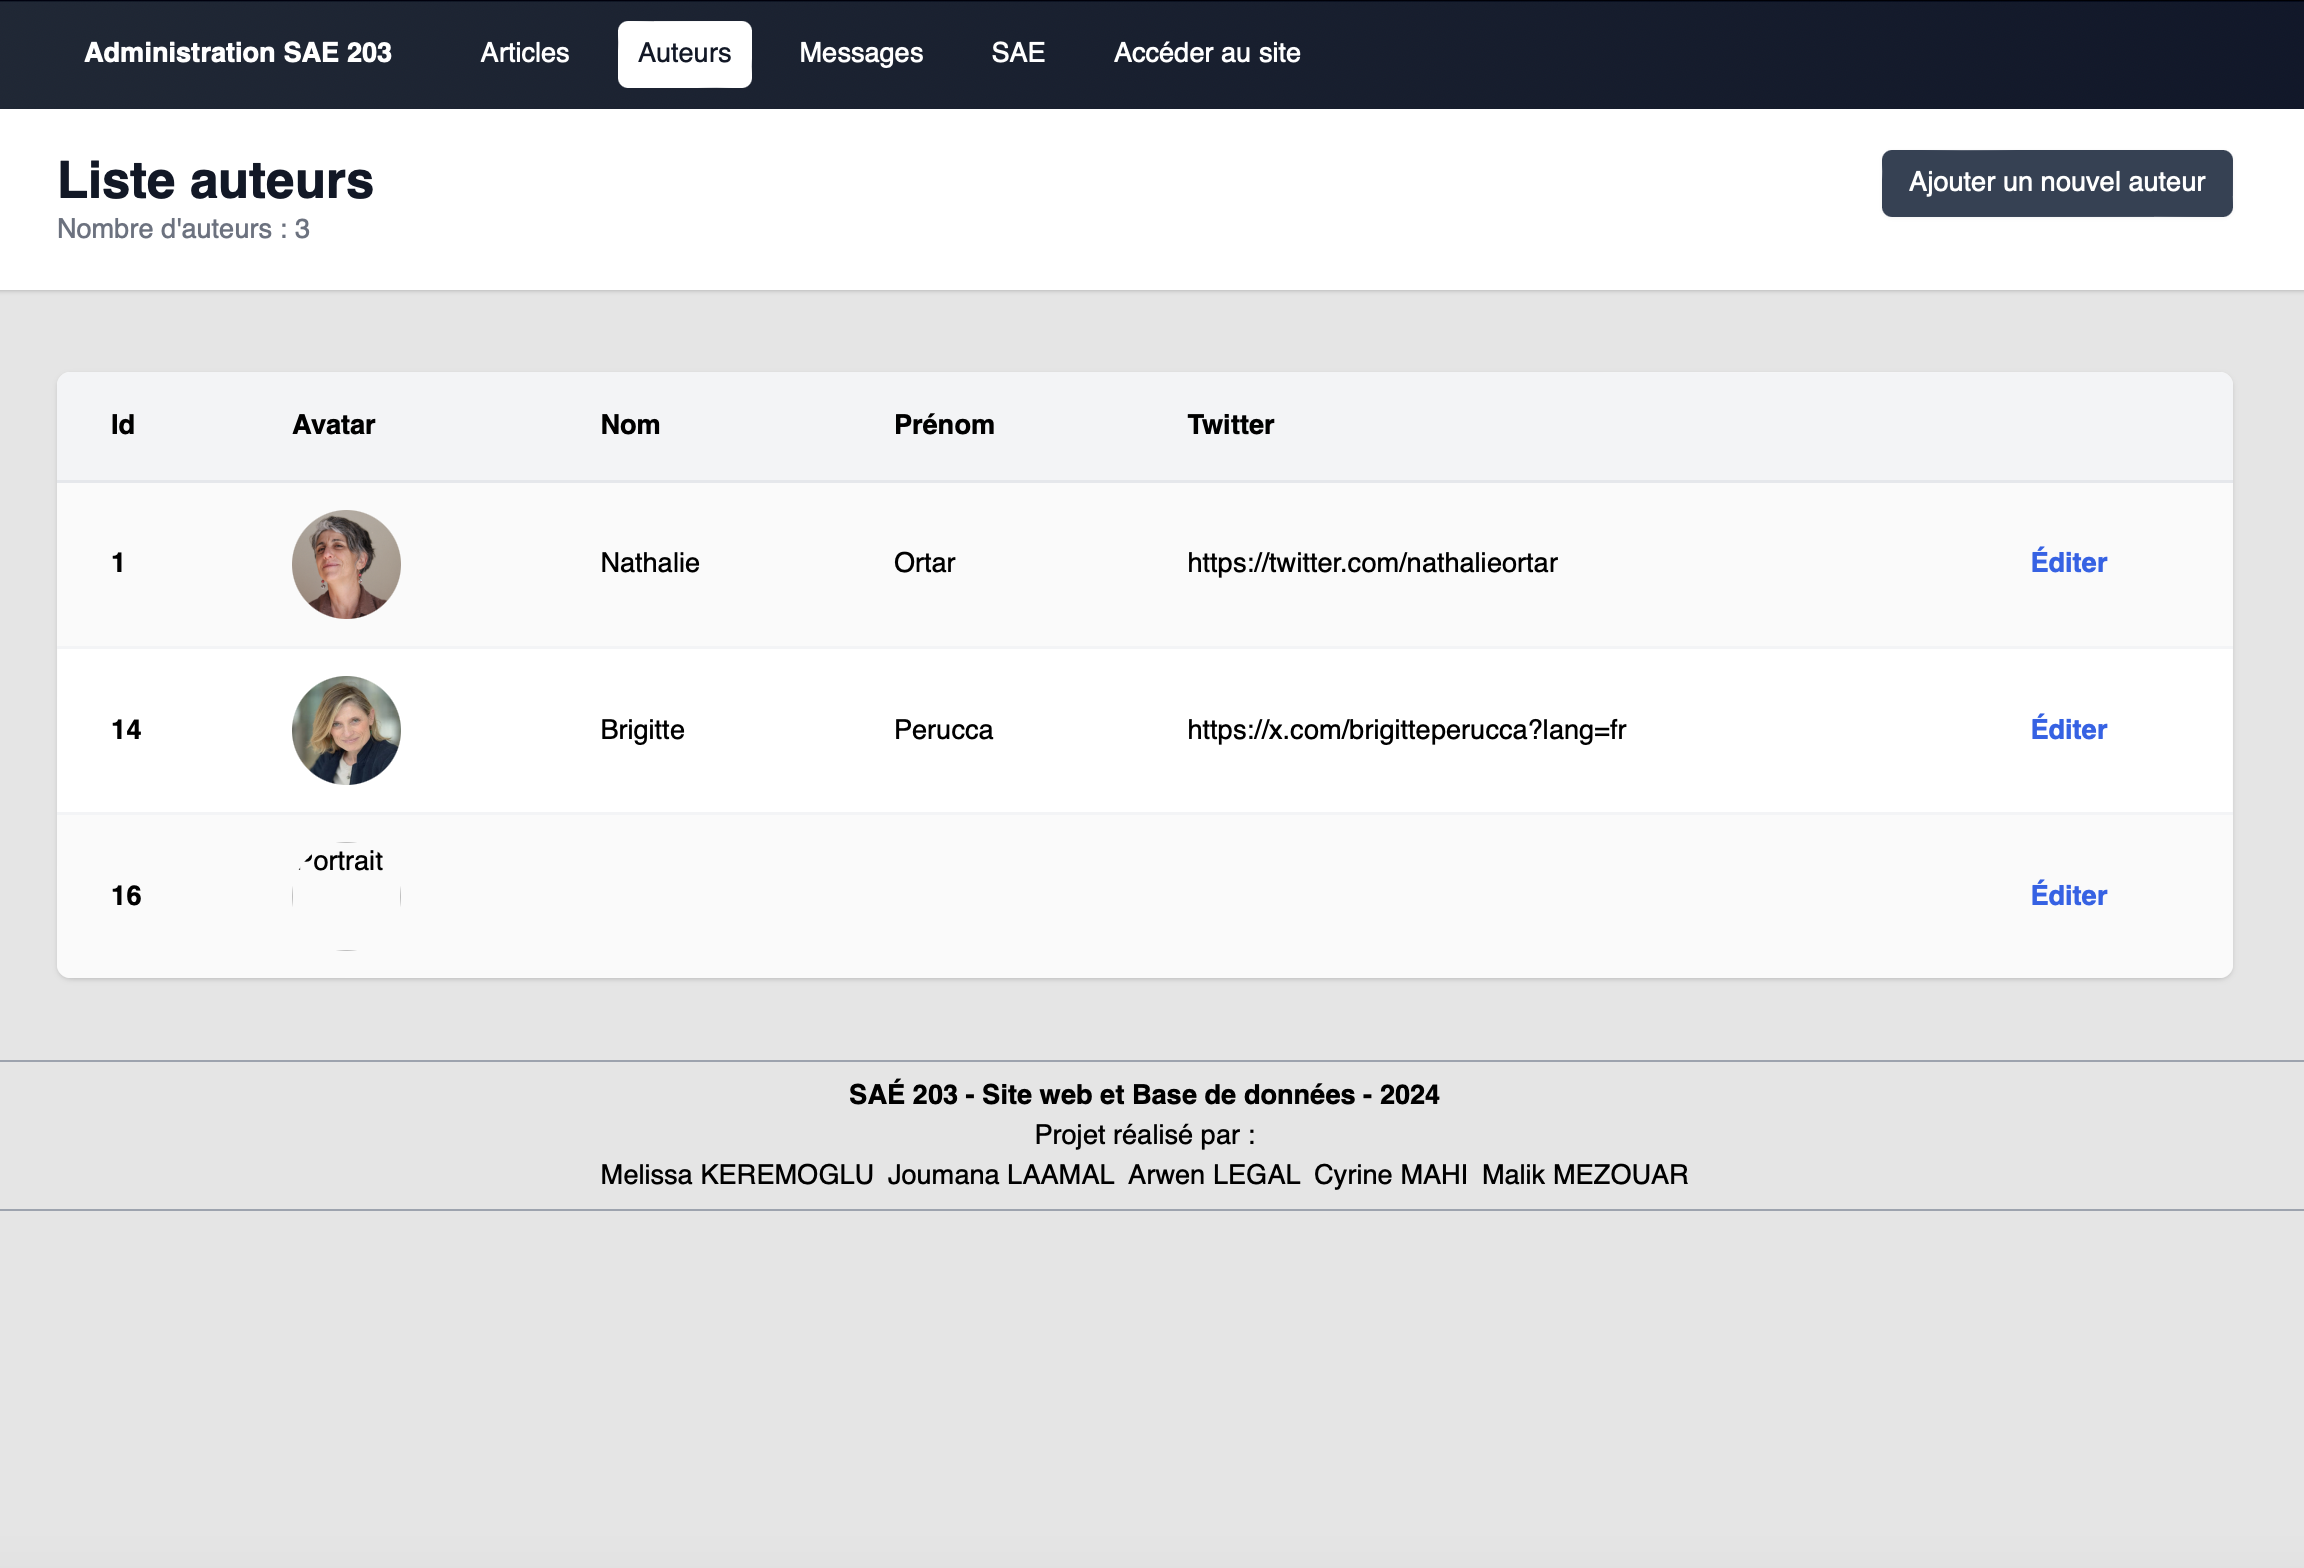 Administration SAE 203 Articles Auteurs Messages SAE Accéder au site
Liste auteurs
Ajouter un nouvel auteur
Nombre d'auteurs : 3
Id Avatar Nom Prénom Twitter
1 Nathalie Ortar https://twitter.com/nathalieortar Éditer
14 Brigitte Perucca https://x.com/brigitteperucca?lang=fr Éditer
16 Portrait Éditer
SAÉ 203 - Site web et Base de données - 2024
Projet réalisé par :
Melissa KEREMOGLU Joumana LAAMAL Arwen LEGAL Cyrine MAHI Malik MEZOUAR